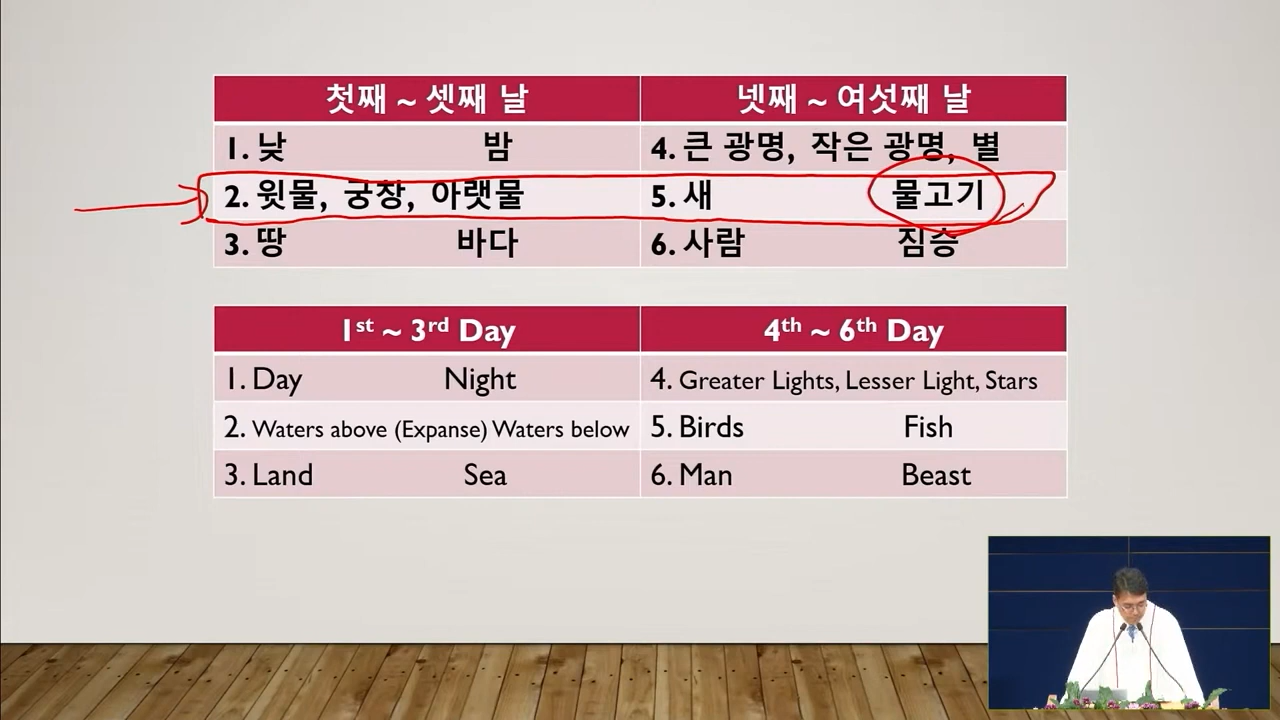 첫째 ~ 셋째 날 넷째 ~ 여섯째 날
1. 낮 밤 4. 큰 광명, 작은 광명, 별
2. 윗물, 궁창, 아랫물 5. 새 물고기
3. 땅 바다 6. 사람 짐승
1st ~ 3rd Day 4th ~ 6th Day
1. Day Night 4. Greater Lights, Lesser Light, Stars
2. Waters above (Expanse) Waters below 5. Birds Fish
3. Land Sea 6. Man Beast